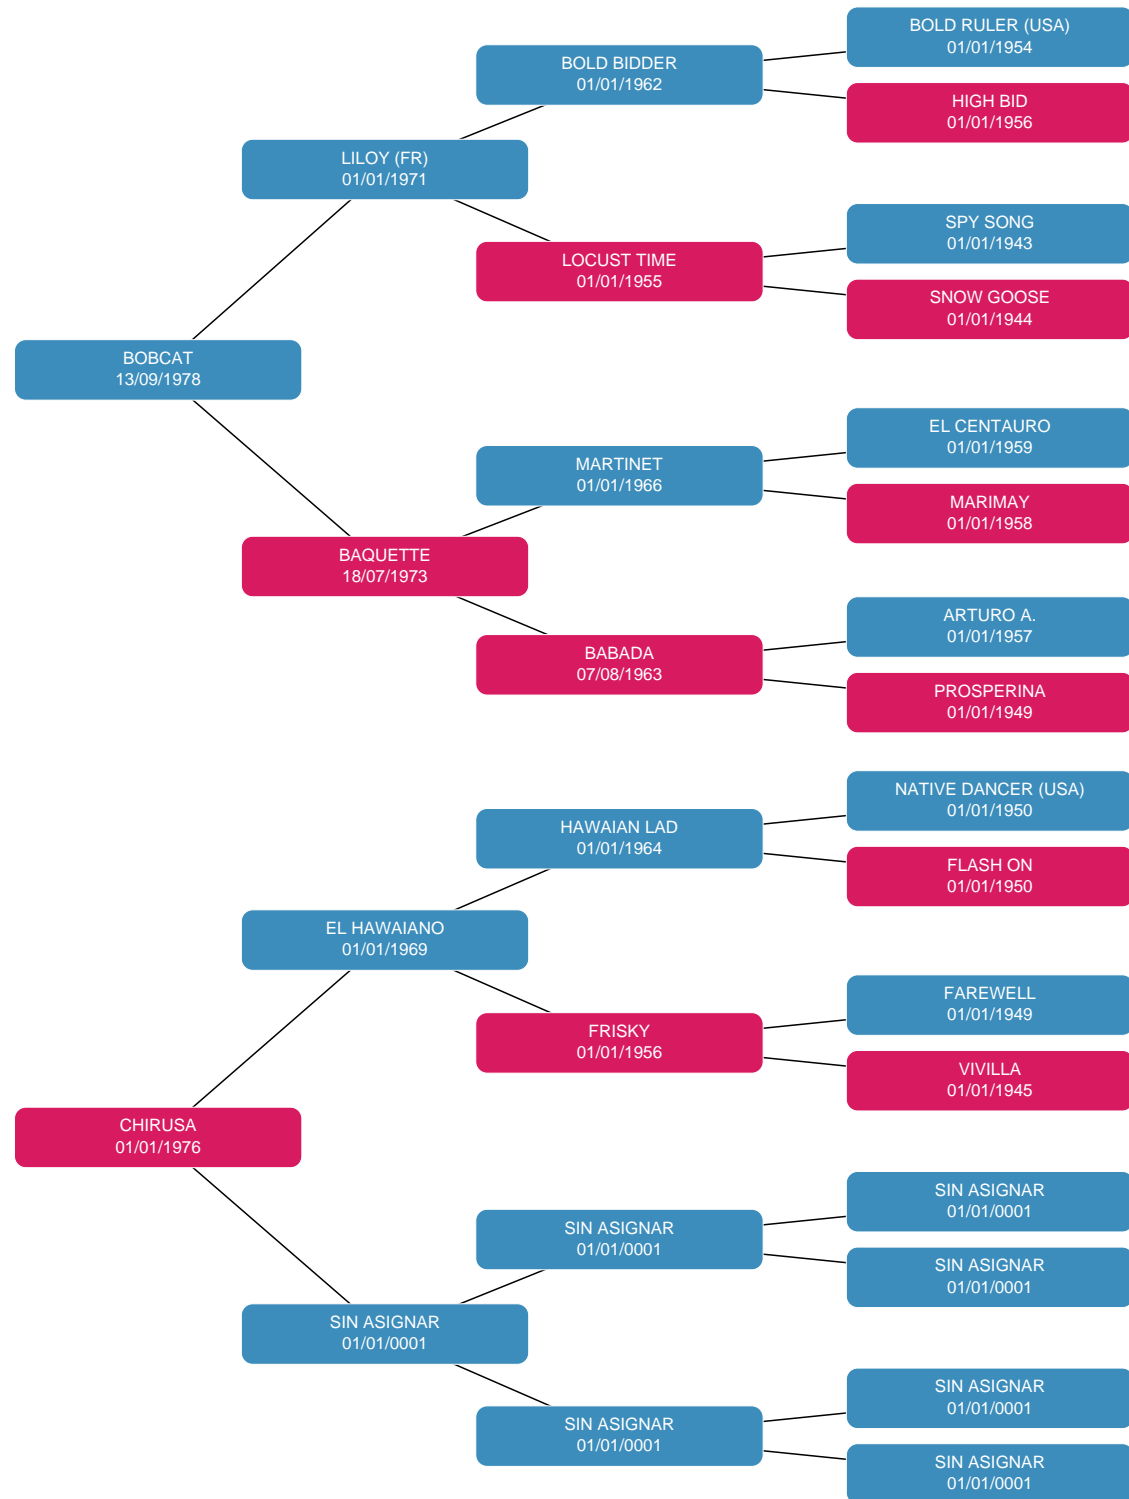 BOLD RULER (USA)
01/01/1954
BOLD BIDDER
01/01/1962
HIGH BID
01/01/1956
LILOY (FR)
01/01/1971
SPY SONG
01/01/1943
LOCUST TIME
01/01/1955
SNOW GOOSE
01/01/1944
BOBCAT
13/09/1978
EL CENTAURO
01/01/1959
MARTINET
01/01/1966
MARIMAY
01/01/1958
BAQUETTE
18/07/1973
ARTURO A.
01/01/1957
BABADA
07/08/1963
PROSPERINA
01/01/1949
NATIVE DANCER (USA)
01/01/1950
HAWAIAN LAD
01/01/1964
FLASH ON
01/01/1950
EL HAWAIANO
01/01/1969
FAREWELL
01/01/1949
FRISKY
01/01/1956
VIVILLA
01/01/1945
CHIRUSA
01/01/1976
SIN ASIGNAR
01/01/0001
SIN ASIGNAR
01/01/0001
SIN ASIGNAR
01/01/0001
SIN ASIGNAR
01/01/0001
SIN ASIGNAR
01/01/0001
SIN ASIGNAR
01/01/0001
SIN ASIGNAR
01/01/0001